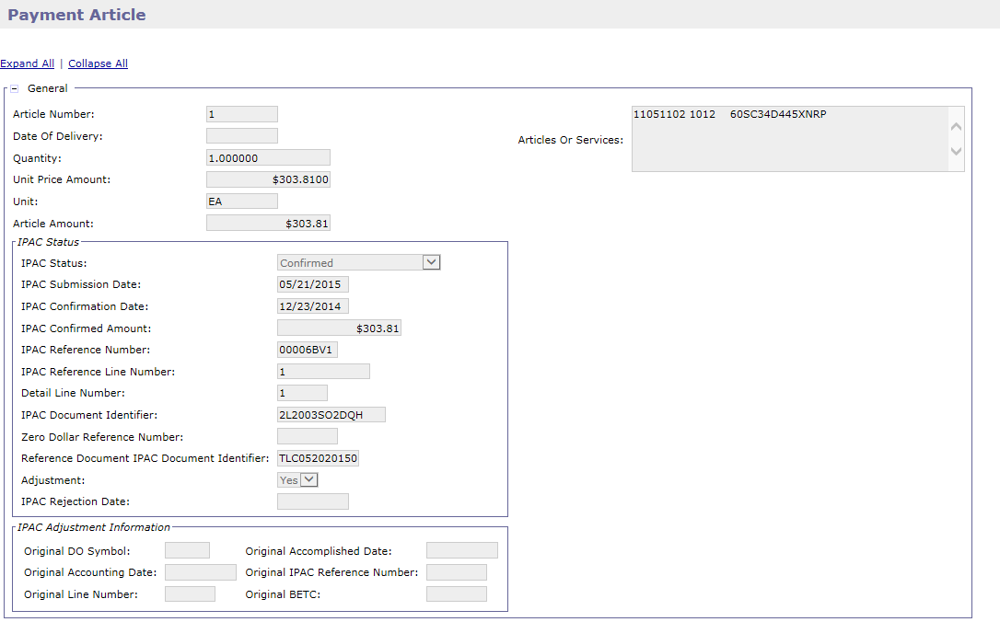 Payment Article
Expand All | Collapse All
General
Article Number: 1
Date Of Delivery:
Quantity: 1.000000
Unit Price Amount: $303.8100
Unit: EA
Article Amount: $303.81
Articles Or Services: 11051102 1012 60SC34D445XNRP
IPAC Status
IPAC Status: Confirmed
IPAC Submission Date: 05/21/2015
IPAC Confirmation Date: 12/23/2014
IPAC Confirmed Amount: $303.81
IPAC Reference Number: 00006BV1
IPAC Reference Line Number: 1
Detail Line Number: 1
IPAC Document Identifier: 2L2003SO2DQH
Zero Dollar Reference Number:
Reference Document IPAC Document Identifier: TLC052020150
Adjustment: Yes
IPAC Rejection Date:
IPAC Adjustment Information
Original DO Symbol: Original Accomplished Date:
Original Accounting Date: Original IPAC Reference Number:
Original Line Number: Original BETC: